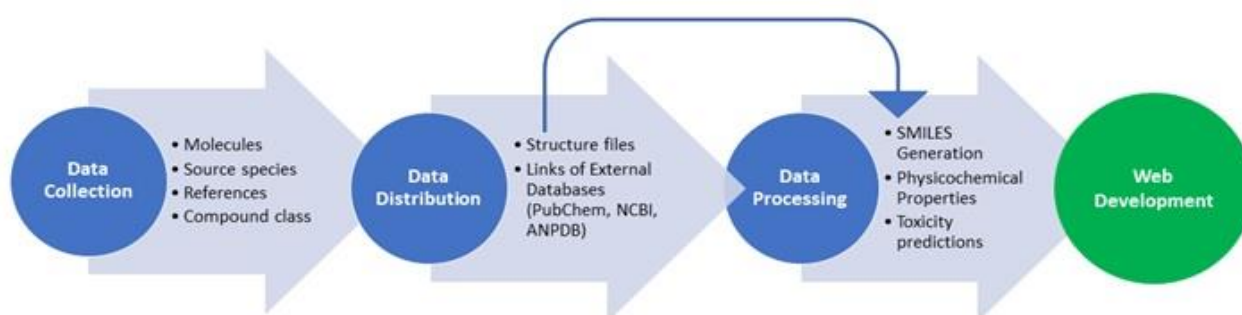 Data
Collection
• Molecules
• Source species
• References
• Compound class
Data
Distribution
• Structure files
• Links of External
Databases
(PubChem, NCBI,
ANPDB)
Data
Processing
• SMILES
Generation
• Physicochemical
Properties
• Toxicity
predictions
Web
Development